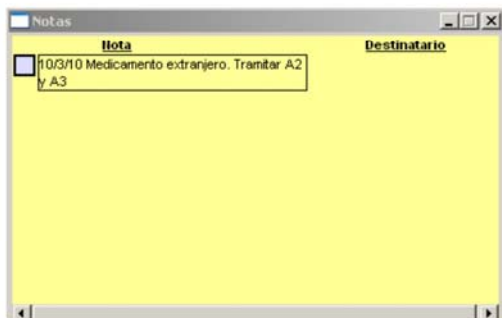 Notas
Nota Destinatario
10/3/10 Medicamento extranjero. Tramitar A2
y A3